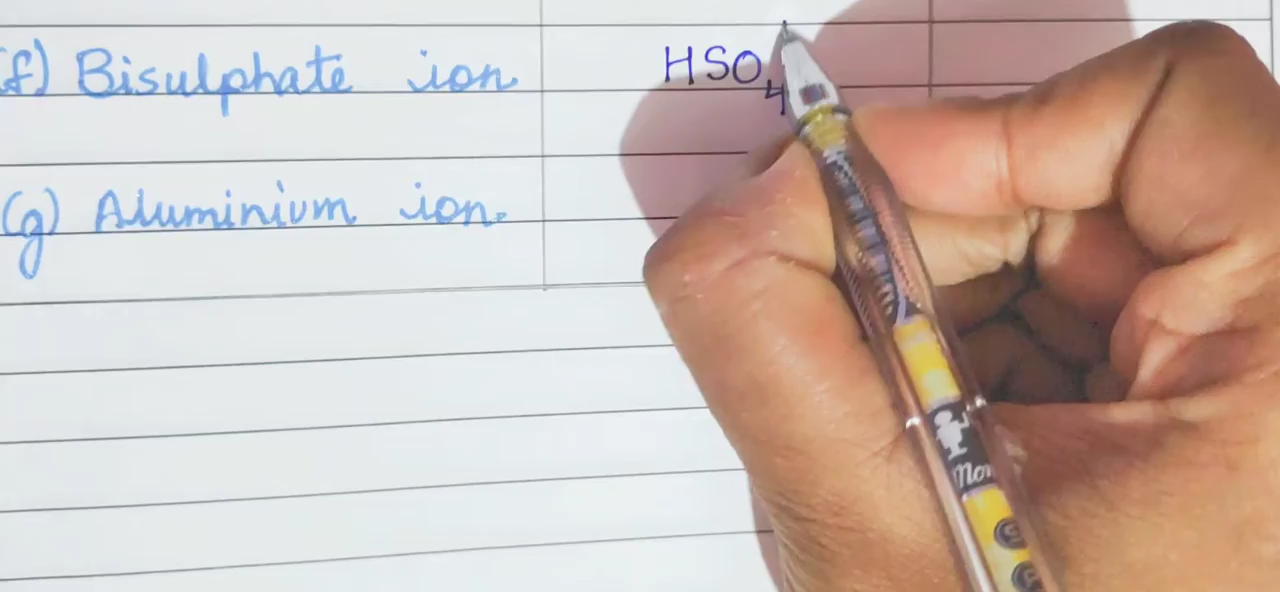 (f) Bisulphate ion HSO4
(g) Aluminium ion.